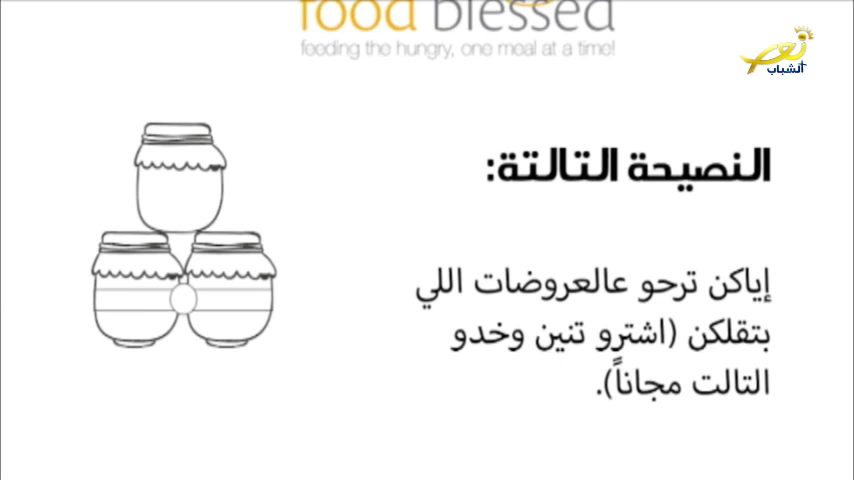 food blessed
feeding the hungry, one meal at a time!
نعم
الشباب
النصيحة التالتة:
إياكن ترحو عالعروضات اللي
بتقلكن (اشترو تنين وخدو
التالت مجاناً).